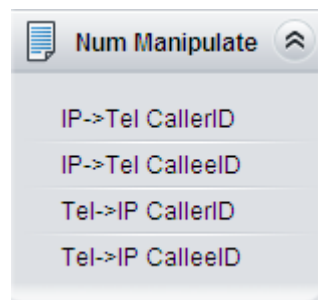 Num Manipulate
IP->Tel CallerID
IP->Tel CalleeID
Tel->IP CallerID
Tel->IP CalleeID